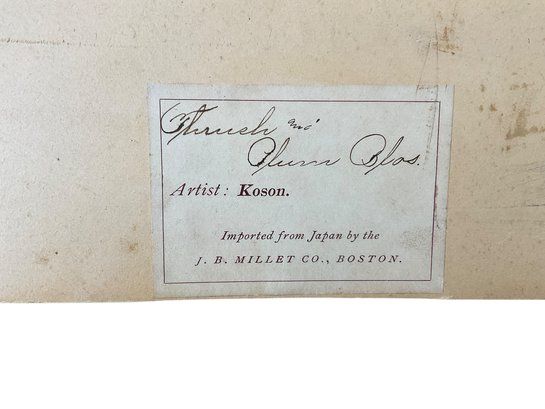 Thrush and
Plum Blos.
Artist: Koson.
Imported from Japan by the
J. B. MILLET CO., BOSTON.